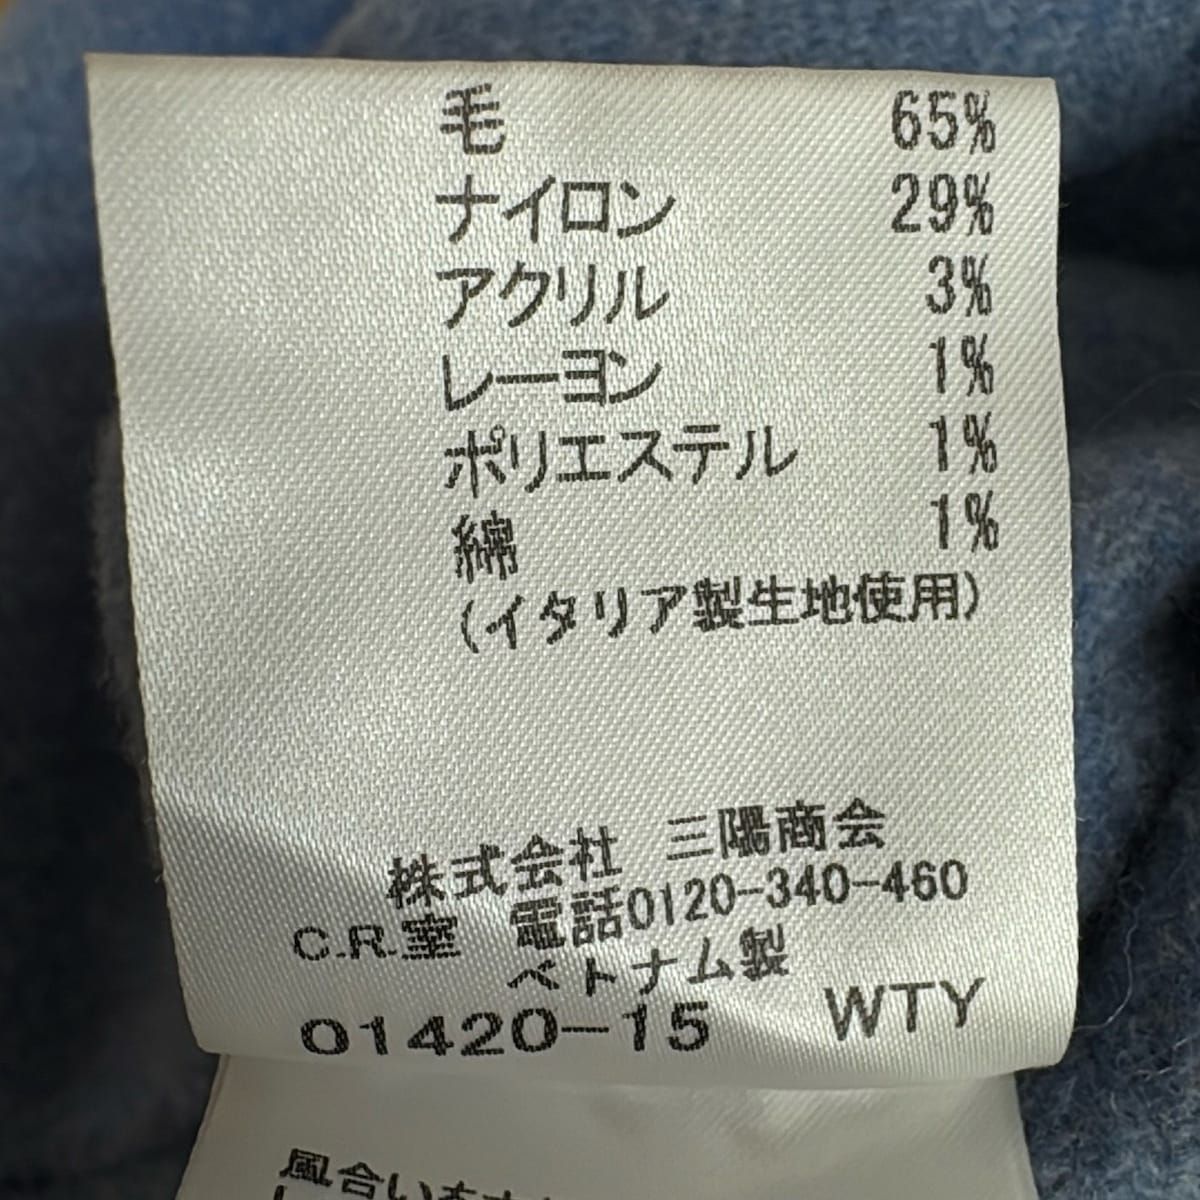 毛 65%
ナイロン 29%
アクリル 3%
レーヨン 1%
ポリエステル 1%
綿 1%
(イタリア製生地使用)
株式会社 三陽商会
C.R.室 電話0120-340-460
ベトナム製
01420-15 WTY
風合い